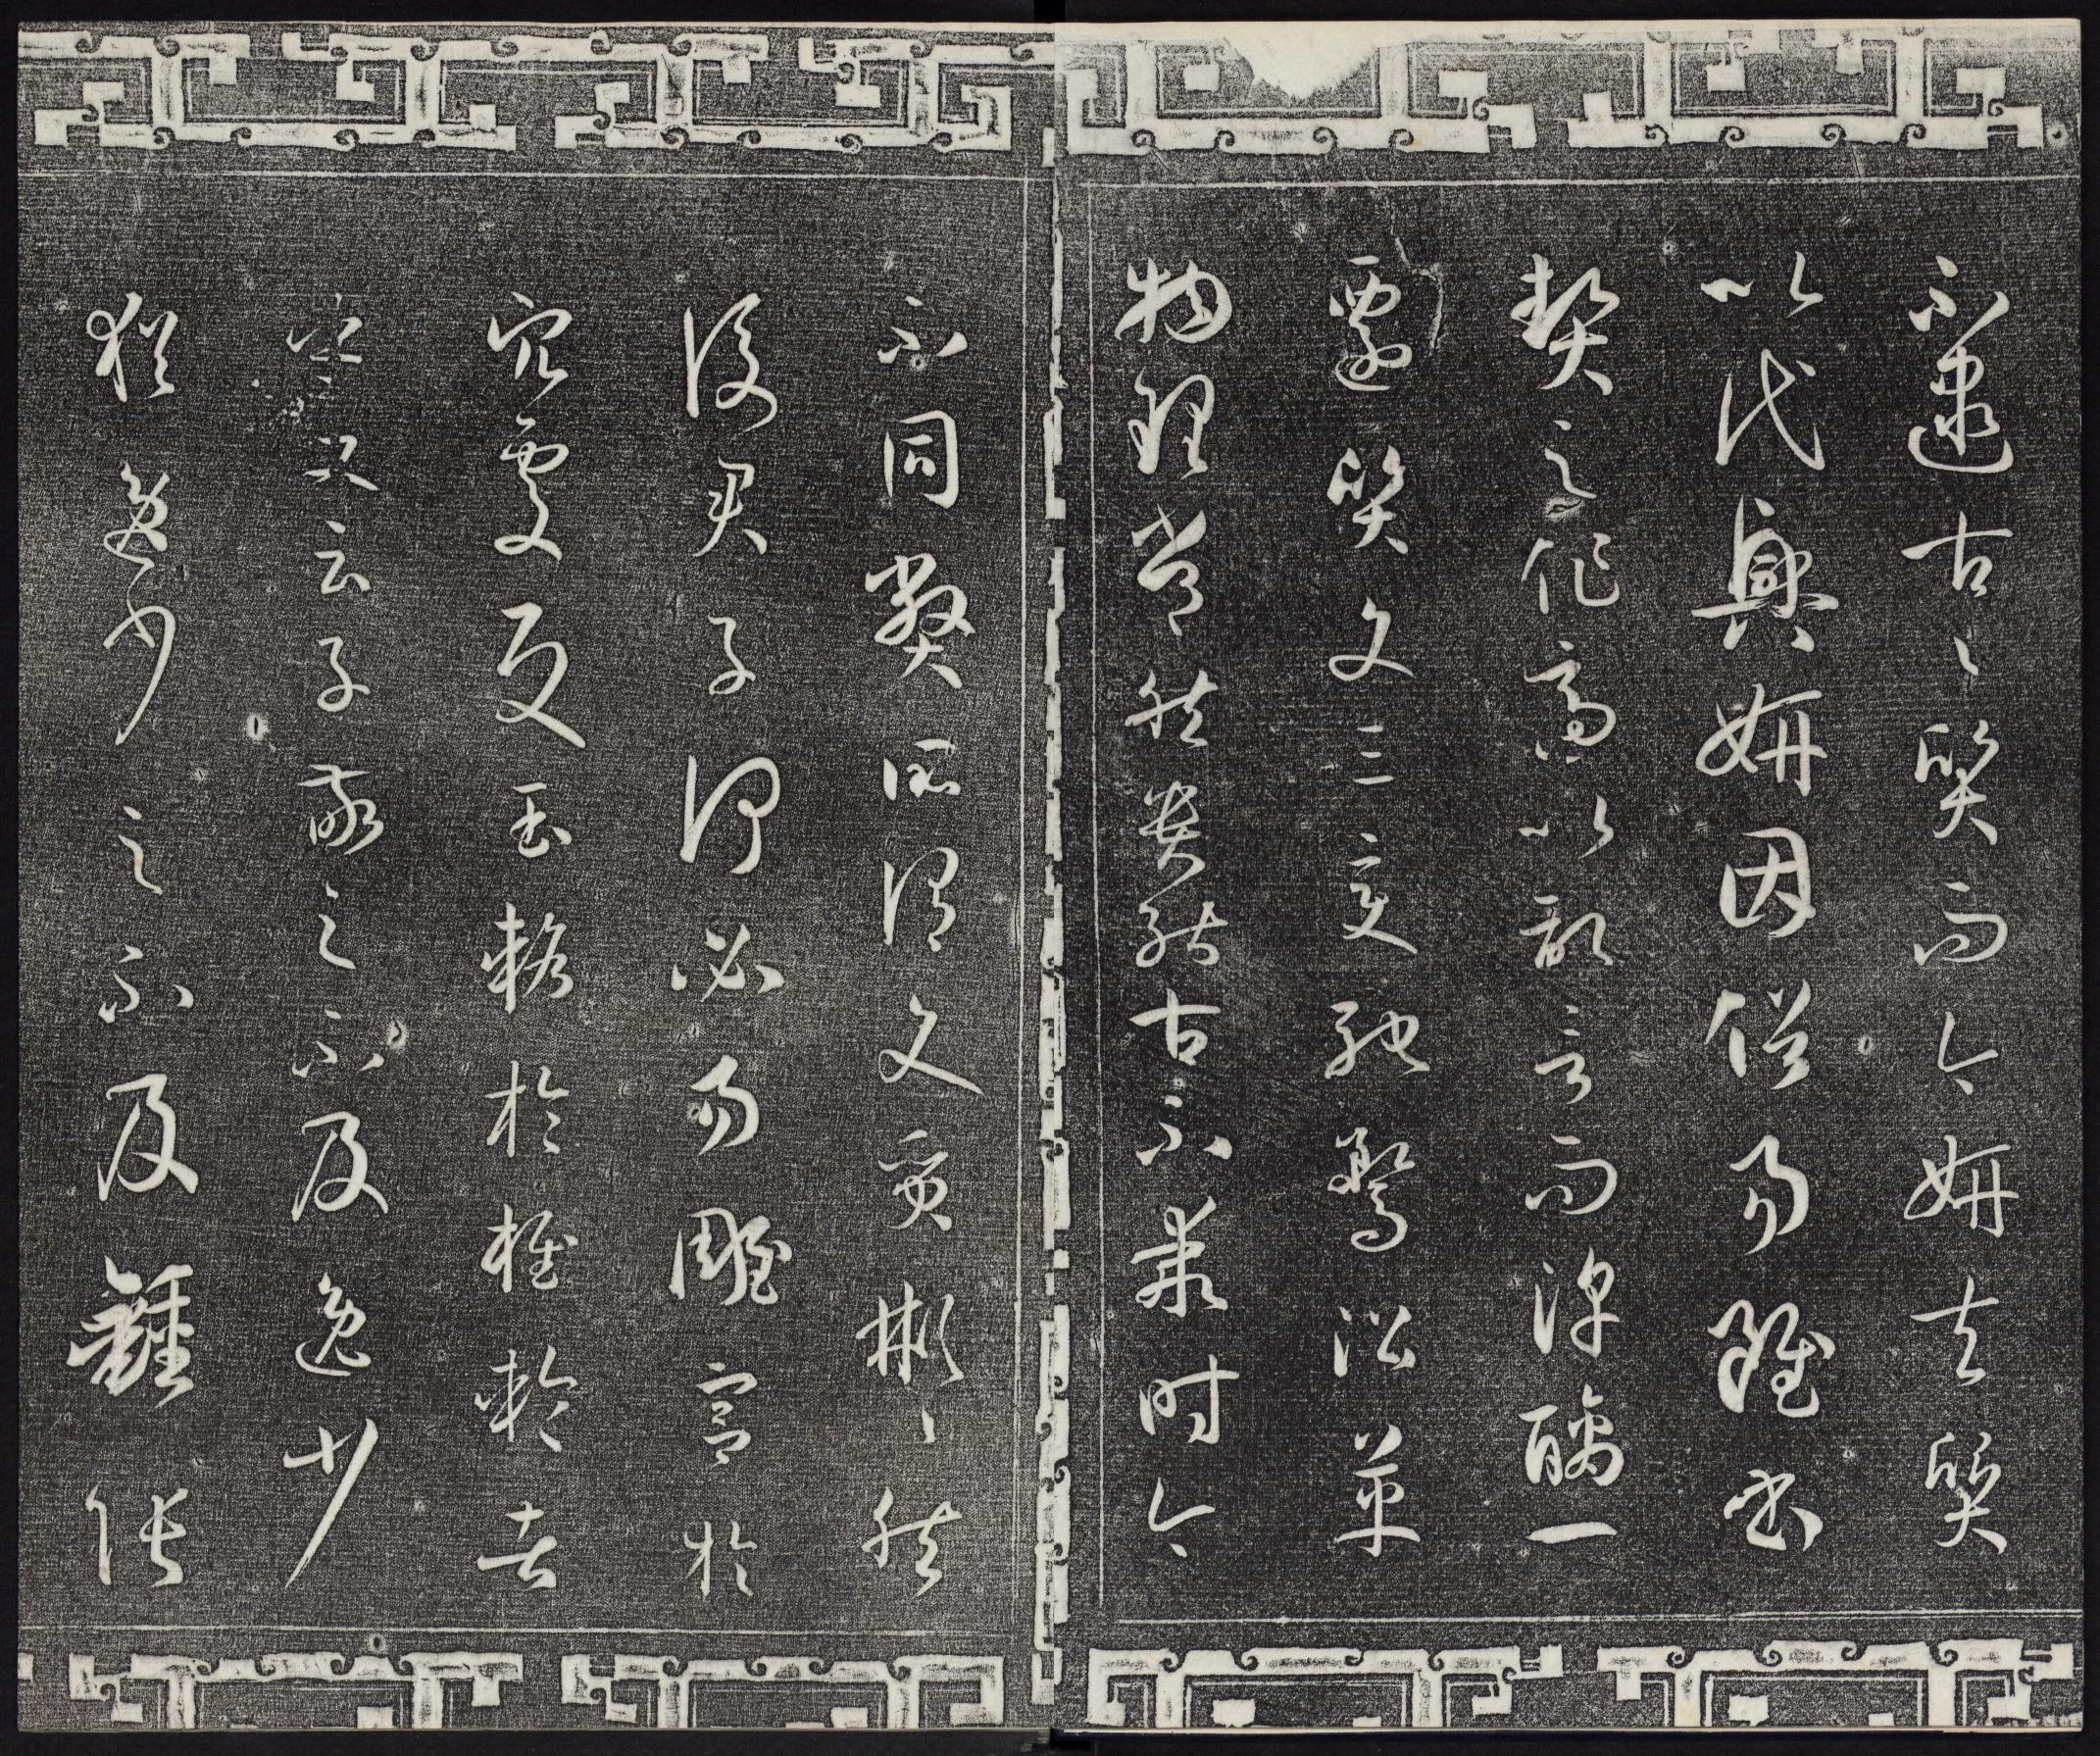 不逮古〻質而今妍夫質
以代興妍因俗易雖書
契之作適以記言而淳醨一
遷質文三變馳騖沿革
物理常然貴能古不乖時今
不同弊所謂文質彬〻然
後君子何必易雕宮於
穴處反玉輅於椎輪者
乎又云子敬之不及逸少
猶逸少之不及鍾張